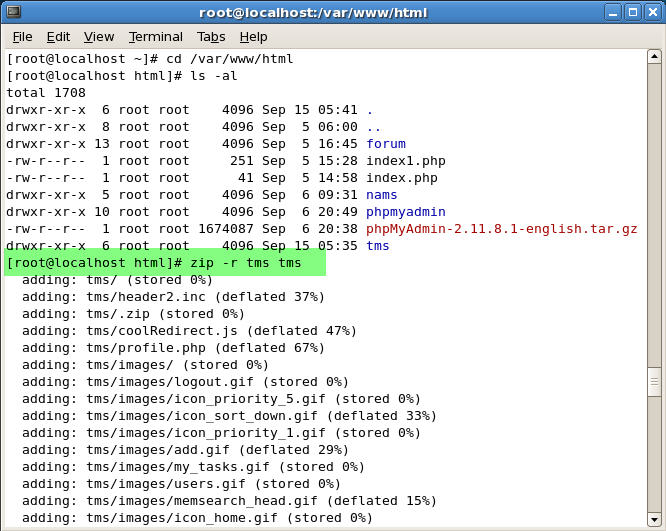 root@localhost:/var/www/html
File Edit View Terminal Tabs Help
[root@localhost ~]# cd /var/www/html
[root@localhost html]# ls -al
total 1708
drwxr-xr-x  6 root root    4096 Sep 15 05:41 .
drwxr-xr-x  8 root root    4096 Sep  5 06:00 ..
drwxr-xr-x 13 root root    4096 Sep  5 16:45 forum
-rw-r--r--  1 root root     251 Sep  5 15:28 index1.php
-rw-r--r--  1 root root      41 Sep  5 14:58 index.php
drwxr-xr-x  5 root root    4096 Sep  6 09:31 nams
drwxr-xr-x 10 root root    4096 Sep  6 20:49 phpmyadmin
-rw-r--r--  1 root root 1674087 Sep  6 20:38 phpMyAdmin-2.11.8.1-english.tar.gz
drwxr-xr-x  6 root root    4096 Sep 15 05:35 tms
[root@localhost html]# zip -r tms tms
  adding: tms/ (stored 0%)
  adding: tms/header2.inc (deflated 37%)
  adding: tms/.zip (stored 0%)
  adding: tms/coolRedirect.js (deflated 47%)
  adding: tms/profile.php (deflated 67%)
  adding: tms/images/ (stored 0%)
  adding: tms/images/logout.gif (stored 0%)
  adding: tms/images/icon_priority_5.gif (stored 0%)
  adding: tms/images/icon_sort_down.gif (deflated 33%)
  adding: tms/images/icon_priority_1.gif (stored 0%)
  adding: tms/images/add.gif (deflated 29%)
  adding: tms/images/my_tasks.gif (stored 0%)
  adding: tms/images/users.gif (stored 0%)
  adding: tms/images/memsearch_head.gif (deflated 15%)
  adding: tms/images/icon_home.gif (stored 0%)